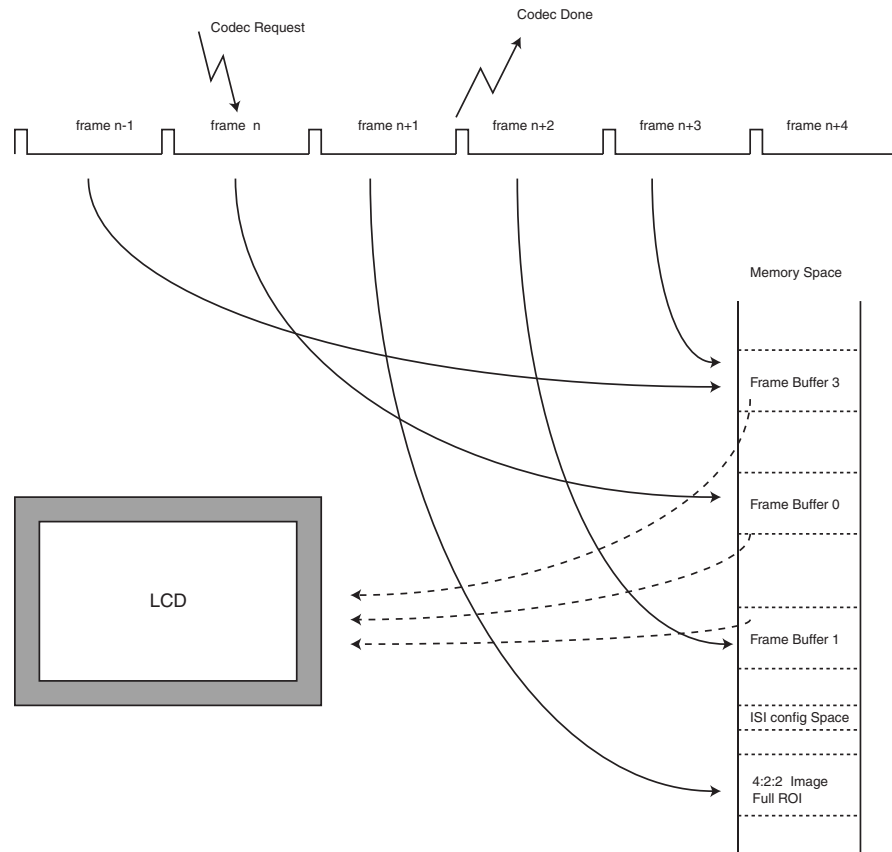 Codec Request
Codec Done
frame n-1
frame n
frame n+1
frame n+2
frame n+3
frame n+4
Memory Space
Frame Buffer 3
Frame Buffer 0
LCD
Frame Buffer 1
ISI config Space
4:2:2 Image
Full ROI